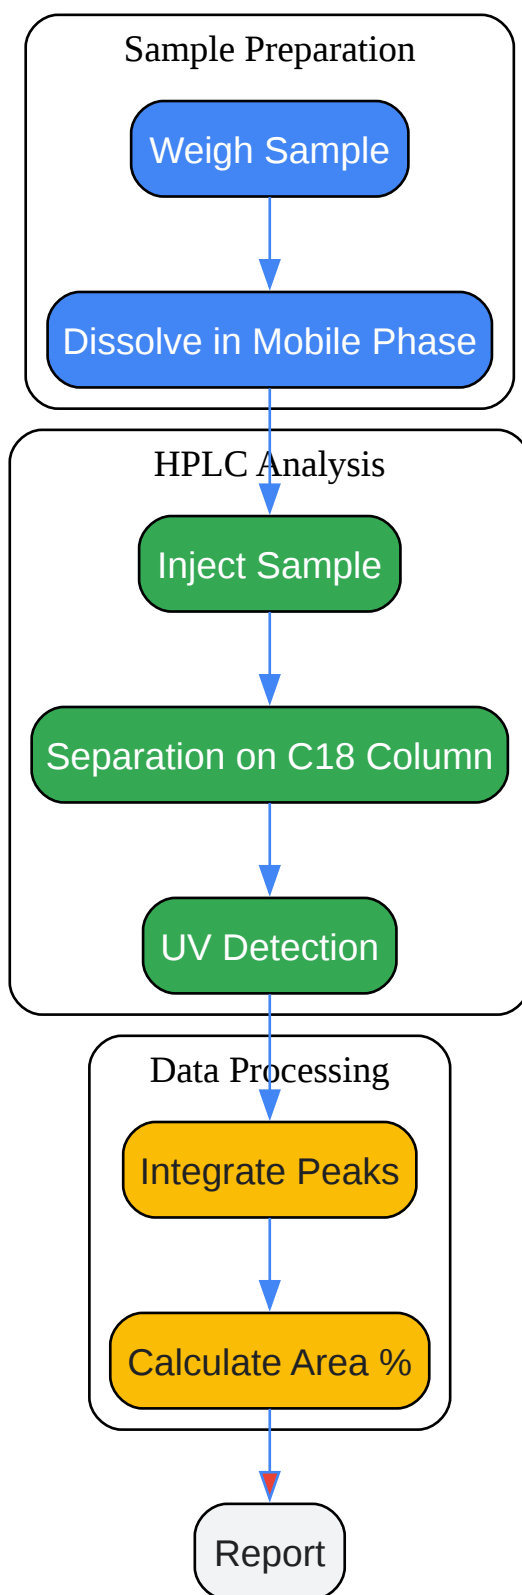 Sample Preparation
Weigh Sample
Dissolve in Mobile Phase
HPLC Analysis
Inject Sample
Separation on C18 Column
UV Detection
Data Processing
Integrate Peaks
Calculate Area %
Report